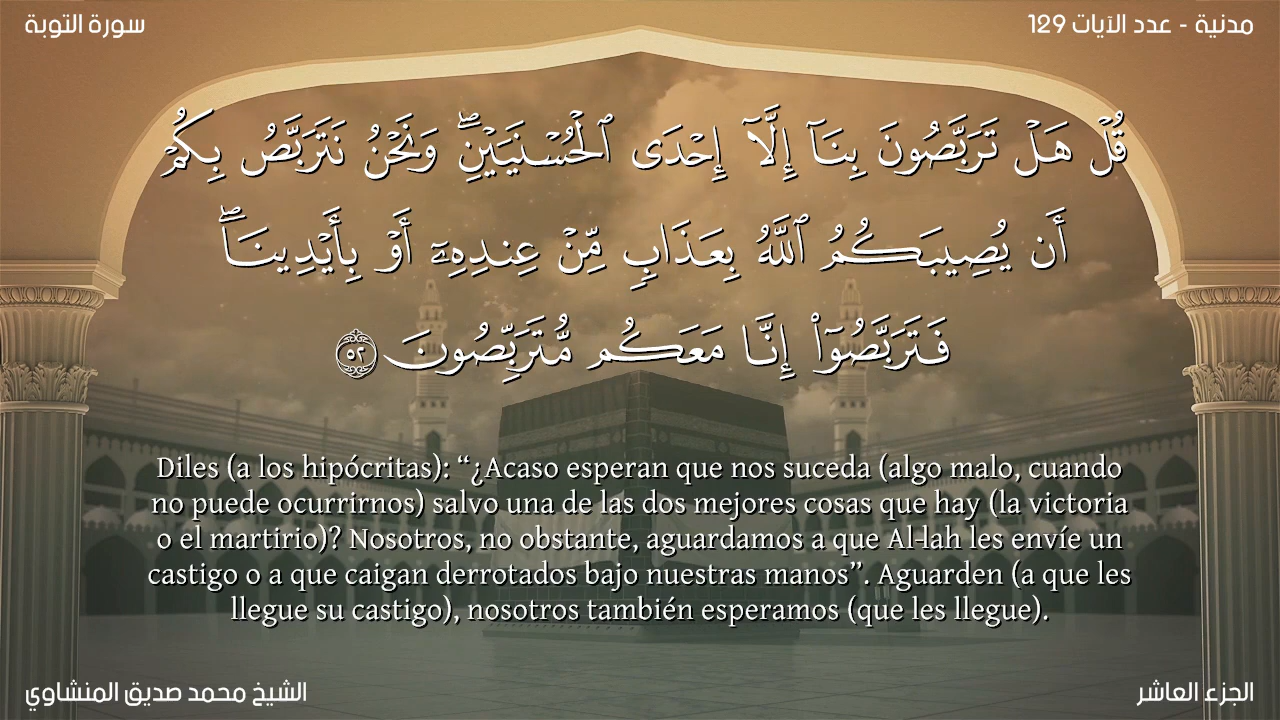 سورة التوبة
مدنية - عدد الآيات 129
قُلْ هَلْ تَرَبَّصُونَ بِنَآ إِلَّآ إِحْدَى ٱلْحُسْنَيَيْنِۖ وَنَحْنُ نَتَرَبَّصُ بِكُمْ
أَن يُصِيبَكُمُ ٱللَّهُ بِعَذَابٍ مِّنْ عِندِهِۦٓ أَوْ بِأَيْدِينَاۖ
فَتَرَبَّصُوٓا۟ إِنَّا مَعَكُم مُّتَرَبِّصُونَ ٥٢
Diles (a los hipócritas): “¿Acaso esperan que nos suceda (algo malo, cuando
no puede ocurrirnos) salvo una de las dos mejores cosas que hay (la victoria
o el martirio)? Nosotros, no obstante, aguardamos a que Al-lah les envíe un
castigo o a que caigan derrotados bajo nuestras manos”. Aguarden (a que les
llegue su castigo), nosotros también esperamos (que les llegue).
الشيخ محمد صديق المنشاوي
الجزء العاشر